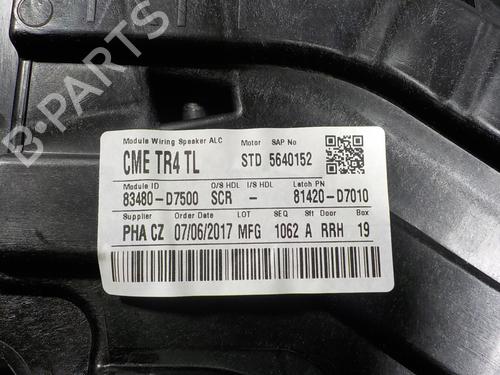 B-PARTS
Module Wiring Speaker ALC Motor SAP No
CME TR4 TL STD 5640152
Module ID O/S HDL I/S HDL Latch PN
83480-D7500 SCR - 81420-D7010
Supplier Order Date LOT SEQ Sft Door Box
PHA CZ 07/06/2017 MFG 1062 A RRH 19